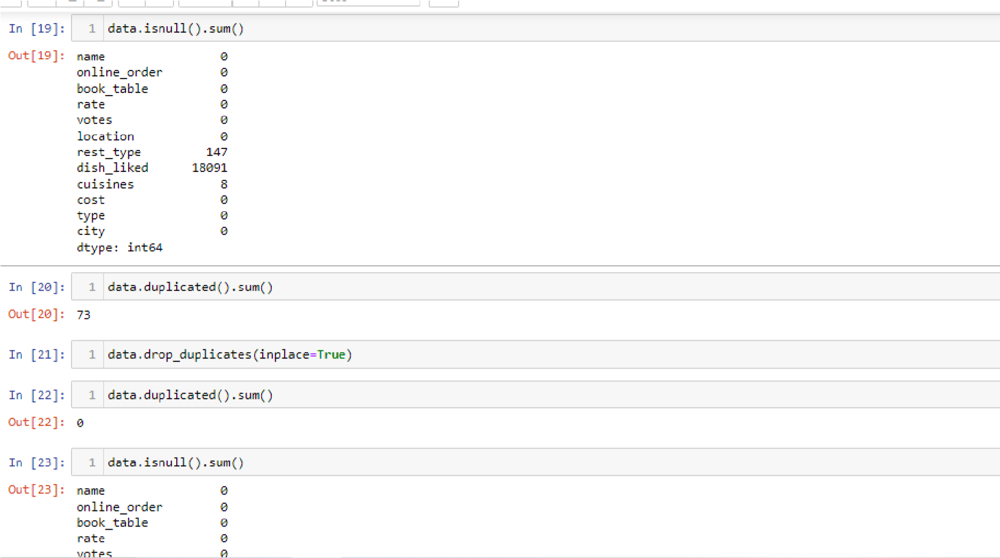 In [19]: 1 data.isnull().sum()
Out[19]: name 0
online_order 0
book_table 0
rate 0
votes 0
location 0
rest_type 147
dish_liked 18091
cuisines 8
cost 0
type 0
city 0
dtype: int64
In [20]: 1 data.duplicated().sum()
Out[20]: 73
In [21]: 1 data.drop_duplicates(inplace=True)
In [22]: 1 data.duplicated().sum()
Out[22]: 0
In [23]: 1 data.isnull().sum()
Out[23]: name 0
online_order 0
book_table 0
rate 0
votes 0